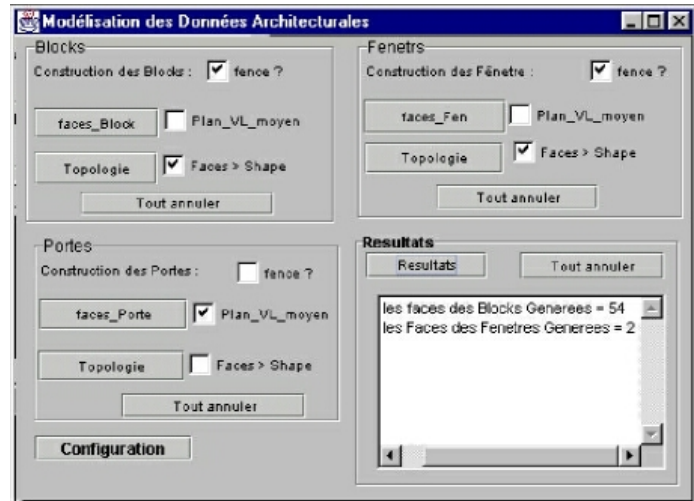 Modélisation des Données Architecturales
Blocks
Construction des Blocks : fence ?
faces_Block Plan_VL_moyen
Topologie Faces > Shape
Tout annuler
Fenetrs
Construction des Fênetre : fence ?
faces_Fen Plan_VL_moyen
Topologie Faces > Shape
Tout annuler
Portes
Construction des Portes : fence ?
faces_Porte Plan_VL_moyen
Topologie Faces > Shape
Tout annuler
Configuration
Resultats
Resultats Tout annuler
les faces des Blocks Generees = 54
les Faces des Fenetres Generees = 2